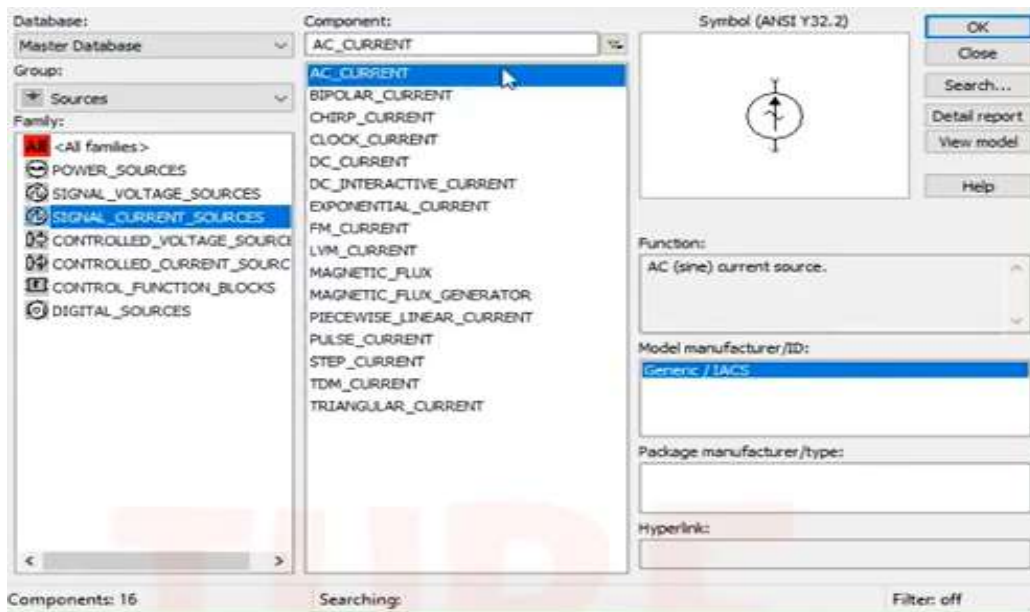 Database:
Master Database
Group:
Sources
Family:
All <All families>
POWER_SOURCES
SIGNAL_VOLTAGE_SOURCES
SIGNAL_CURRENT_SOURCES
CONTROLLED_VOLTAGE_SOURCE
CONTROLLED_CURRENT_SOURC
CONTROL_FUNCTION_BLOCKS
DIGITAL_SOURCES
Components: 16
Component:
AC_CURRENT
AC_CURRENT
BIPOLAR_CURRENT
CHIRP_CURRENT
CLOCK_CURRENT
DC_CURRENT
DC_INTERACTIVE_CURRENT
EXPONENTIAL_CURRENT
FM_CURRENT
LVM_CURRENT
MAGNETIC_FLUX
MAGNETIC_FLUX_GENERATOR
PIECEWISE_LINEAR_CURRENT
PULSE_CURRENT
STEP_CURRENT
TDM_CURRENT
TRIANGULAR_CURRENT
Searching:
Symbol (ANSI Y32.2)
Function:
AC (sine) current source.
Model manufacturer/ID:
Generic / IACS
Package manufacturer/type:
Hyperlink:
OK
Close
Search...
Detail report
View model
Help
Filter: off